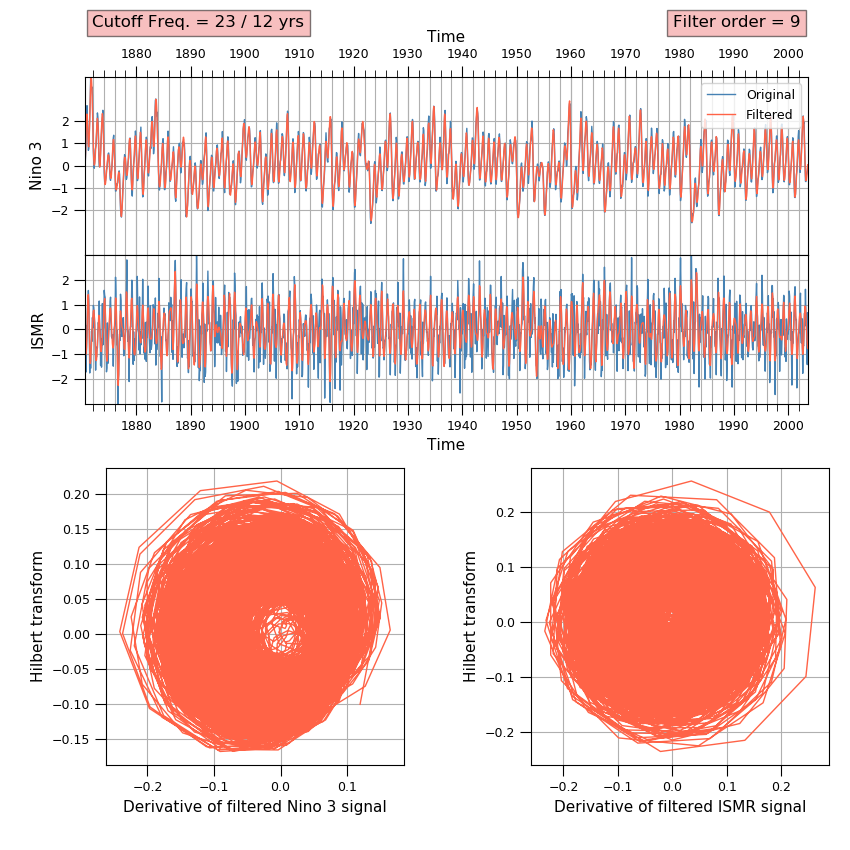 Cutoff Freq. = 23 / 12 yrs
Filter order = 9
Time
1880 1890 1900 1910 1920 1930 1940 1950 1960 1970 1980 1990 2000
Original
Filtered
Nino 3
2
1
0
−1
−2
ISMR
2
1
0
−1
−2
1880 1890 1900 1910 1920 1930 1940 1950 1960 1970 1980 1990 2000
Time
Hilbert transform
0.20
0.15
0.10
0.05
0.00
−0.05
−0.10
−0.15
−0.2 −0.1 0.0 0.1
Derivative of filtered Nino 3 signal
Hilbert transform
0.2
0.1
0.0
−0.1
−0.2
−0.2 −0.1 0.0 0.1 0.2
Derivative of filtered ISMR signal